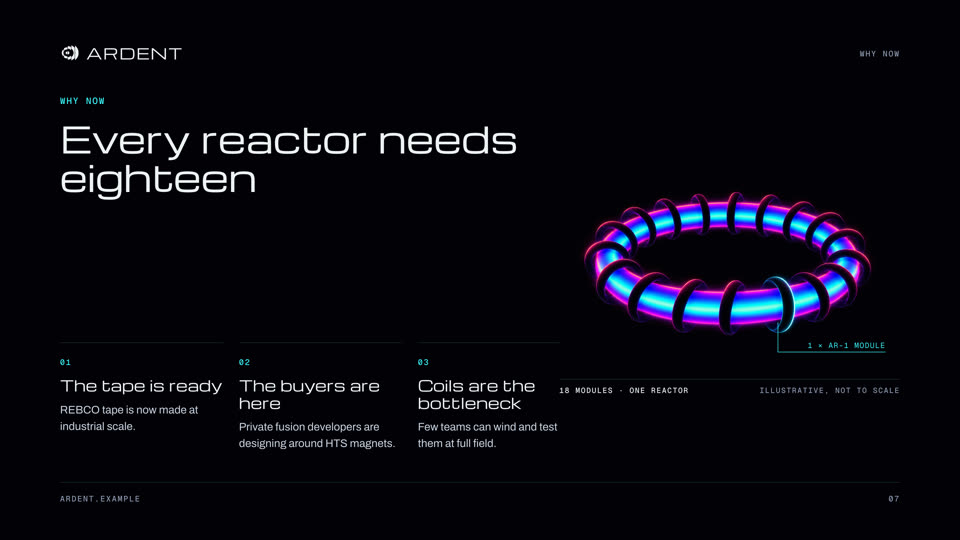 ARDENT
WHY NOW
WHY NOW
Every reactor needs
eighteen
1 × AR-1 MODULE
18 MODULES · ONE REACTOR
ILLUSTRATIVE, NOT TO SCALE
01
The tape is ready
REBCO tape is now made at
industrial scale.
02
The buyers are
here
Private fusion developers are
designing around HTS magnets.
03
Coils are the
bottleneck
Few teams can wind and test
them at full field.
ARDENT.EXAMPLE
07